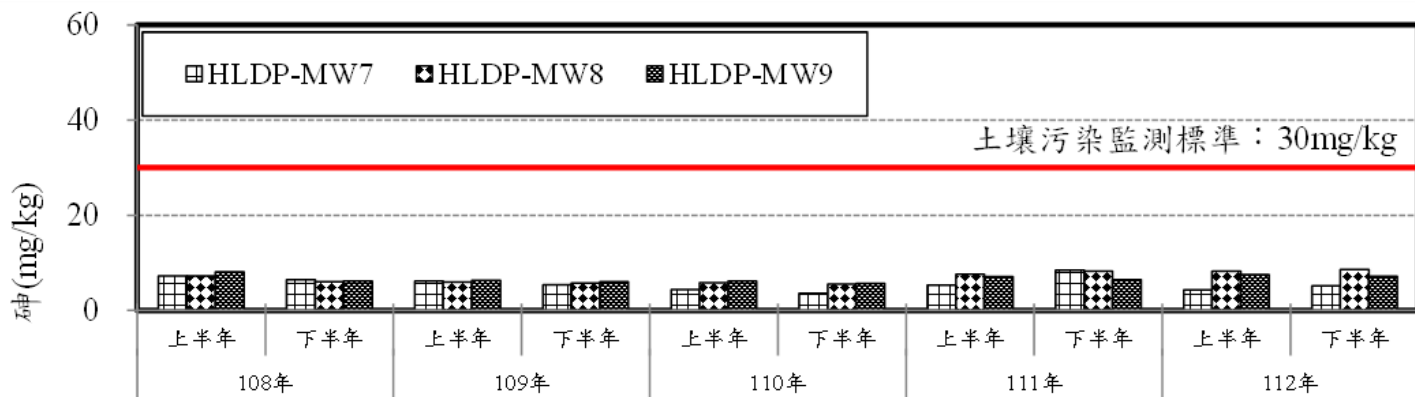 60
HLDP-MW7 HLDP-MW8 HLDP-MW9
40
土壤污染監測標準：30mg/kg
20
砷(mg/kg)
0
上半年 下半年 上半年 下半年 上半年 下半年 上半年 下半年 上半年 下半年
108年 109年 110年 111年 112年